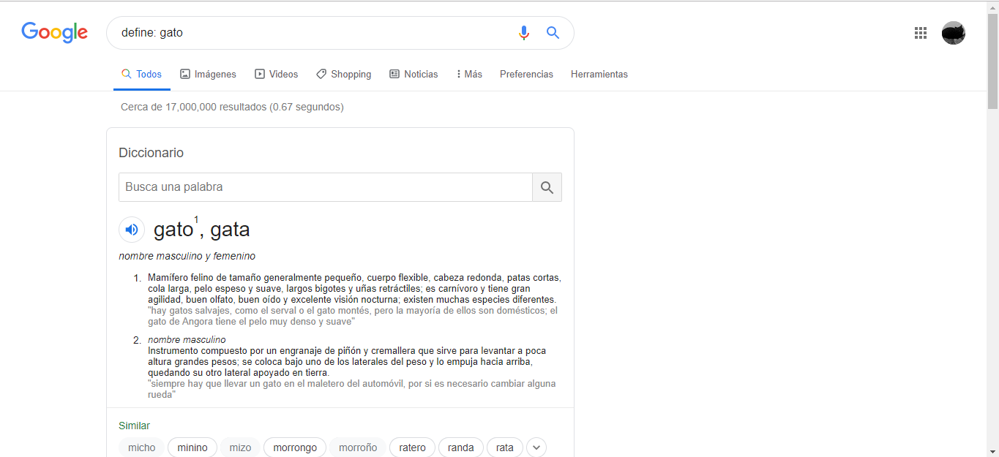 Google
define: gato
Todos Imágenes Videos Shopping Noticias Más Preferencias Herramientas
Cerca de 17,000,000 resultados (0.67 segundos)
Diccionario
Busca una palabra
gato1, gata
nombre masculino y femenino
1. Mamífero felino de tamaño generalmente pequeño, cuerpo flexible, cabeza redonda, patas cortas,
cola larga, pelo espeso y suave, largos bigotes y uñas retráctiles; es carnívoro y tiene gran
agilidad, buen olfato, buen oído y excelente visión nocturna; existen muchas especies diferentes.
"hay gatos salvajes, como el serval o el gato montés, pero la mayoría de ellos son domésticos; el
gato de Angora tiene el pelo muy denso y suave"
2. nombre masculino
Instrumento compuesto por un engranaje de piñón y cremallera que sirve para levantar a poca
altura grandes pesos; se coloca bajo uno de los laterales del peso y lo empuja hacia arriba,
quedando su otro lateral apoyado en tierra.
"siempre hay que llevar un gato en el maletero del automóvil, por si es necesario cambiar alguna
rueda"
Similar
micho minino mizo morrongo morroño ratero randa rata